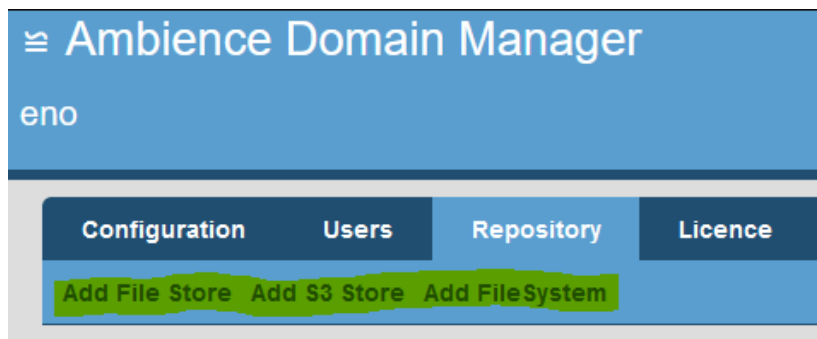 ≌ Ambience Domain Manager
eno
Configuration Users Repository Licence
Add File Store Add S3 Store Add FileSystem